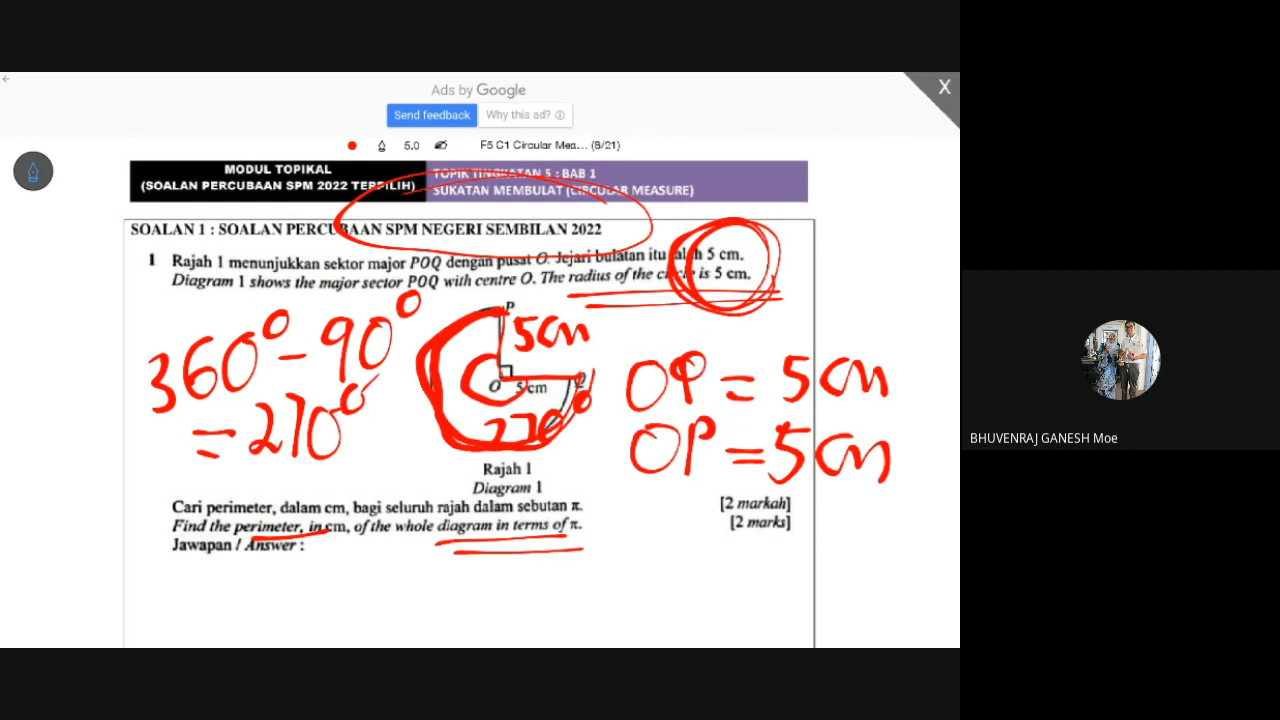 Ads by Google
Send feedback
Why this ad?
X
5.0
F5 C1 Circular Mea... (8/21)
MODUL TOPIKAL
(SOALAN PERCUBAAN SPM 2022 TERPILIH)
TOPIK TINGKATAN 5 : BAB 1
SUKATAN MEMBULAT (CIRCULAR MEASURE)
SOALAN 1 : SOALAN PERCUBAAN SPM NEGERI SEMBILAN 2022
1 Rajah 1 menunjukkan sektor major POQ dengan pusat O. Jejari bulatan itu ialah 5 cm.
Diagram 1 shows the major sector POQ with centre O. The radius of the circle is 5 cm.
360° - 90°
= 270°
P
5cm
O
5 cm
Q
270°
OP = 5cm
OP = 5cm
Rajah 1
Diagram 1
Cari perimeter, dalam cm, bagi seluruh rajah dalam sebutan π.
[2 markah]
Find the perimeter, in cm, of the whole diagram in terms of π.
[2 marks]
Jawapan / Answer :
BHUVENRAJ GANESH Moe